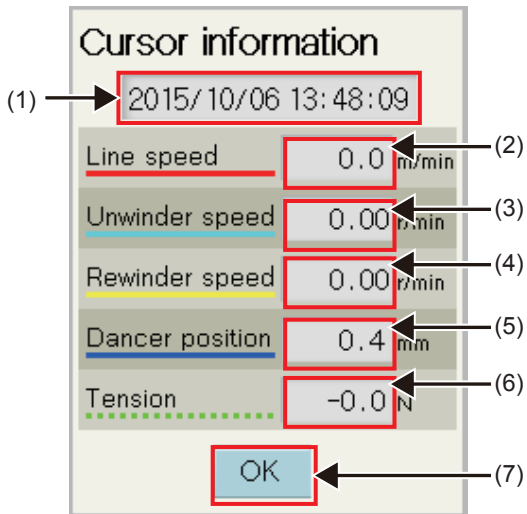 Cursor information
(1) 2015/10/06 13:48:09
Line speed 0.0 m/min (2)
Unwinder speed 0.00 r/min (3)
Rewinder speed 0.00 r/min (4)
Dancer position 0.4 mm (5)
Tension -0.0 N (6)
OK (7)